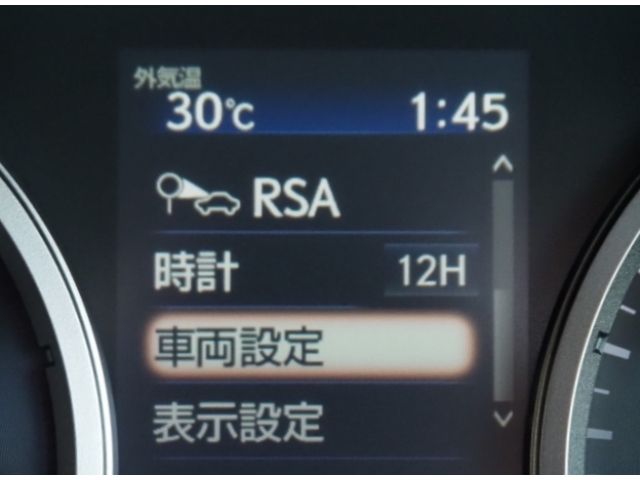 外気温
30℃ 1:45
RSA
時計 12H
車両設定
表示設定